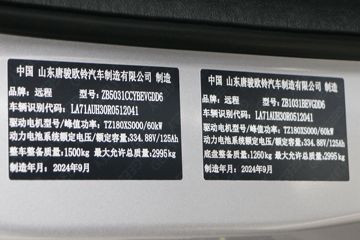 中国 山东唐骏欧铃汽车制造有限公司 制造
品牌：远程 型号：ZB5031CCYBEVGDD6
车辆识别代码：LA71AUH30R0512041
驱动电机型号/峰值功率：TZ180XS000/60kW
动力电池系统额定电压/额定容量：334.88V/125Ah
整车整备质量：1500kg 最大允许总质量：2995kg
制造年月：2024年9月
中国 山东唐骏欧铃汽车制造有限公司 制造
品牌：远程 型号：ZB1031BEVGDD6
车辆识别代码：LA71AUH30R0512041
驱动电机型号/峰值功率：TZ180XS000/60kW
动力电池系统额定电压/额定容量：334.88V/125Ah
底盘整备质量：1260kg 最大允许总质量：2995kg
制造年月：2024年9月